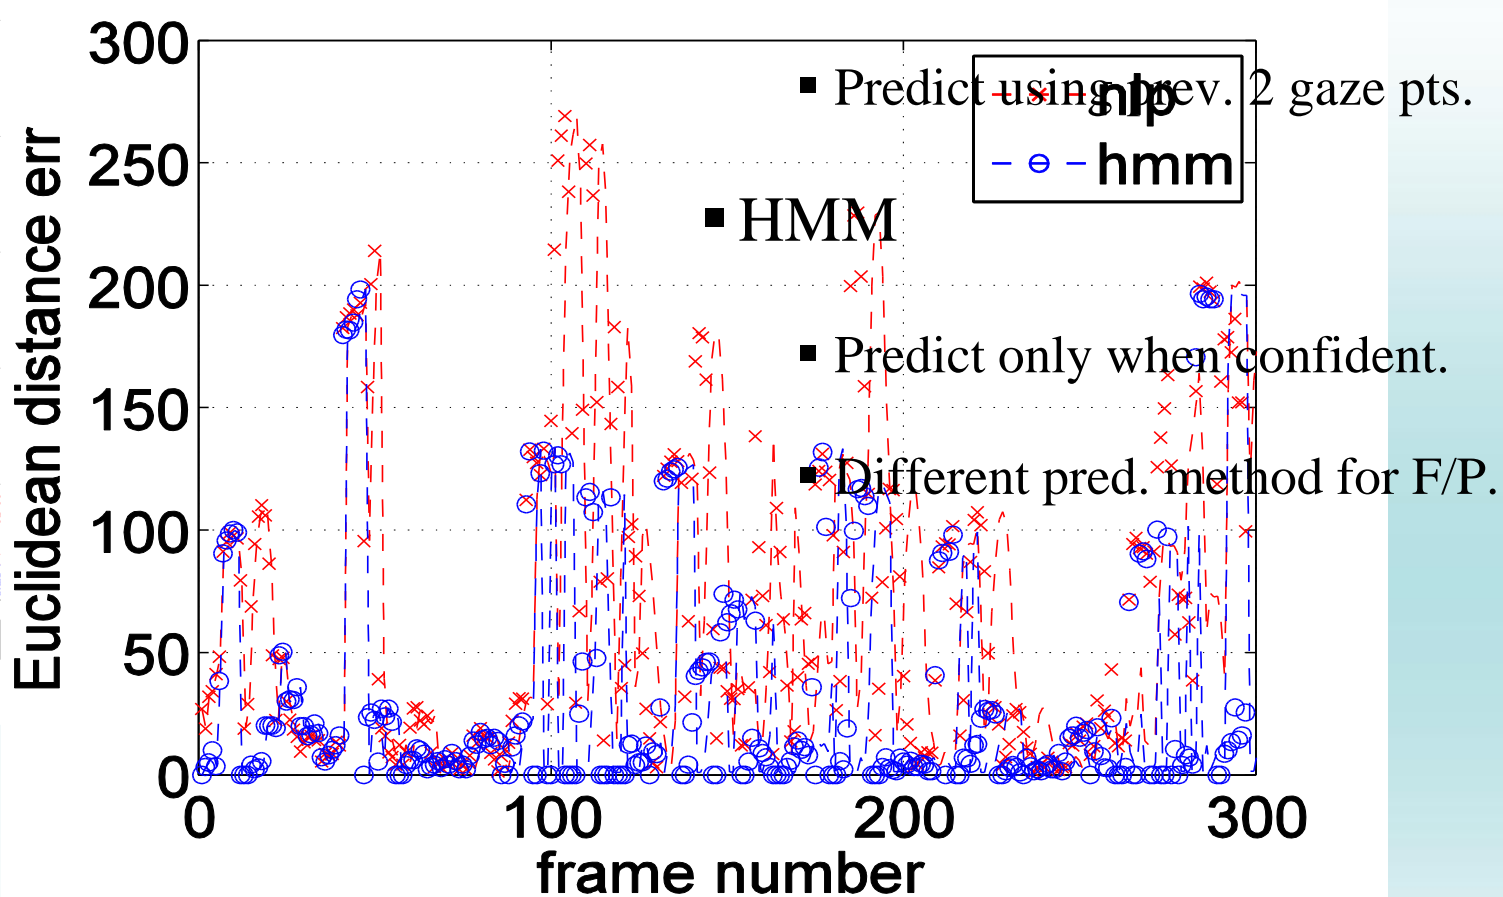 300
250
200
150
100
50
0
0
100
200
300
Euclidean distance err
frame number
nlp
hmm
■ Predict using prev. 2 gaze pts.
■ HMM
■ Predict only when confident.
■ Different pred. method for F/P.